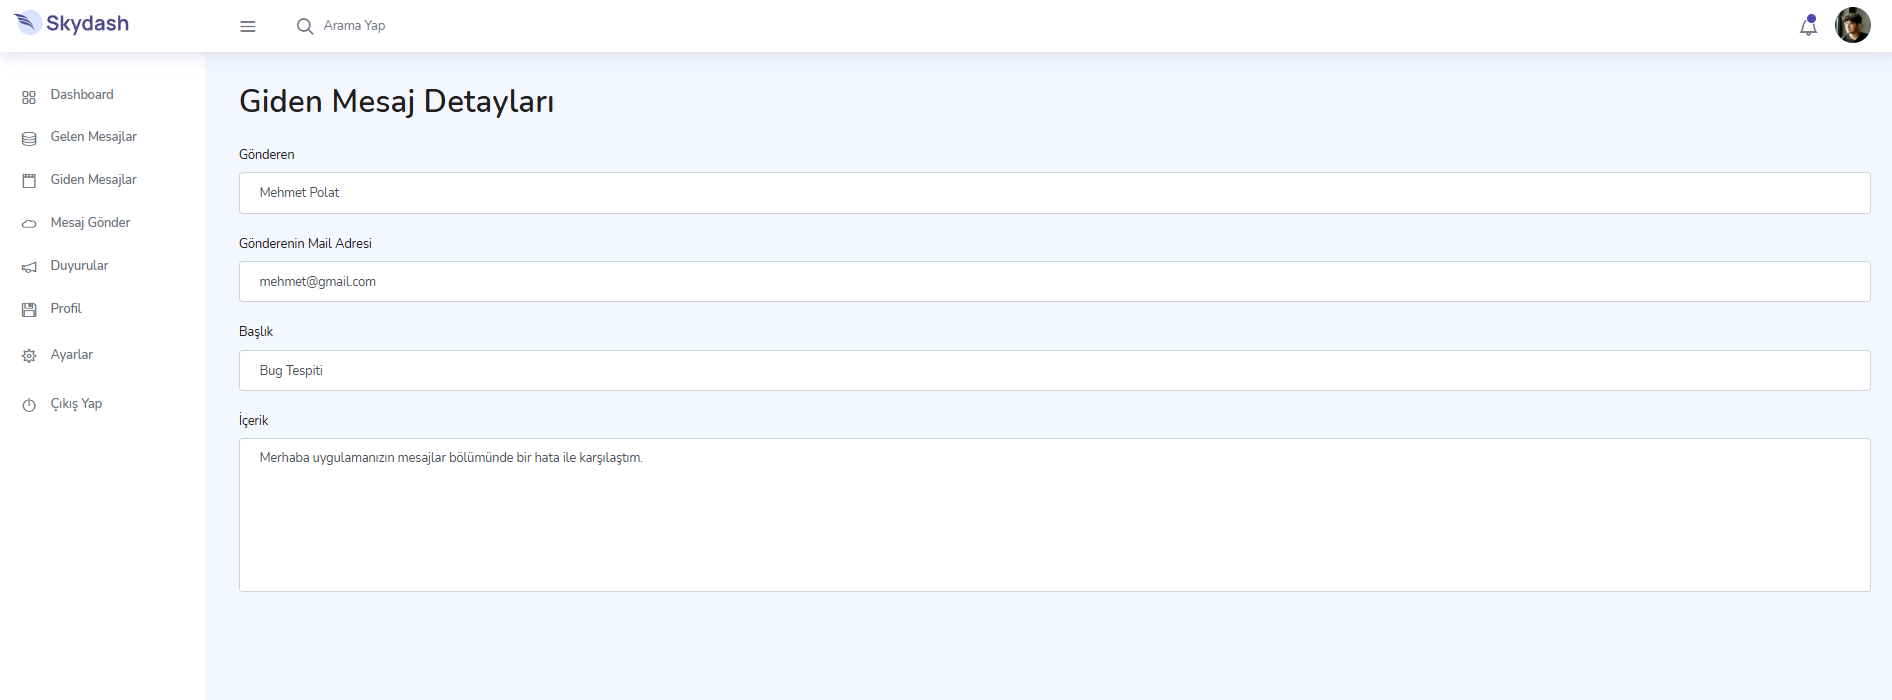 Skydash
Arama Yap
Dashboard
Gelen Mesajlar
Giden Mesajlar
Mesaj Gönder
Duyurular
Profil
Ayarlar
Çıkış Yap
Giden Mesaj Detayları
Gönderen
Mehmet Polat
Gönderenin Mail Adresi
mehmet@gmail.com
Başlık
Bug Tespiti
İçerik
Merhaba uygulamanızın mesajlar bölümünde bir hata ile karşılaştım.